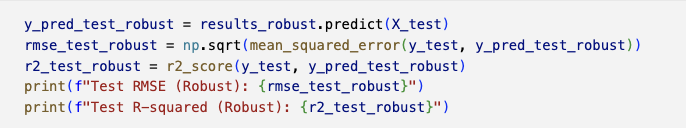 y_pred_test_robust = results_robust.predict(X_test)
rmse_test_robust = np.sqrt(mean_squared_error(y_test, y_pred_test_robust))
r2_test_robust = r2_score(y_test, y_pred_test_robust)
print(f"Test RMSE (Robust): {rmse_test_robust}")
print(f"Test R-squared (Robust): {r2_test_robust}")